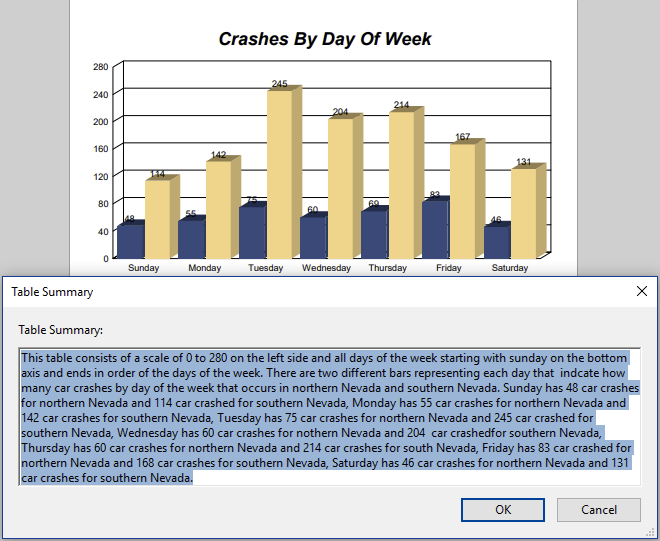 Crashes By Day Of Week
280
240
200
160
120
80
40
0
48 114
55 142
75 245
60 204
69 214
83 167
46 131
Sunday Monday Tuesday Wednesday Thursday Friday Saturday
Table Summary
Table Summary:
This table consists of a scale of 0 to 280 on the left side and all days of the week starting with sunday on the bottom
axis and ends in order of the days of the week. There are two different bars representing each day that  indcate how
many car crashes by day of the week that occurs in northern Nevada and southern Nevada. Sunday has 48 car crashes
for northern Nevada and 114 car crashed for southern Nevada, Monday has 55 car crashes for northern Nevada and
142 car crashes for southern Nevada, Tuesday has 75 car crashes for northern Nevada and 245 car crashed for
southern Nevada, Wednesday has 60 car crashes for nothern Nevada and 204  car crashedfor southern Nevada,
Thursday has 60 car crashes for northern Nevada and 214 car crashes for south Nevada, Friday has 83 car crashed for
northern Nevada and 168 car crashes for southern Nevada, Saturday has 46 car crashes for northern Nevada and 131
car crashes for southern Nevada.
OK Cancel